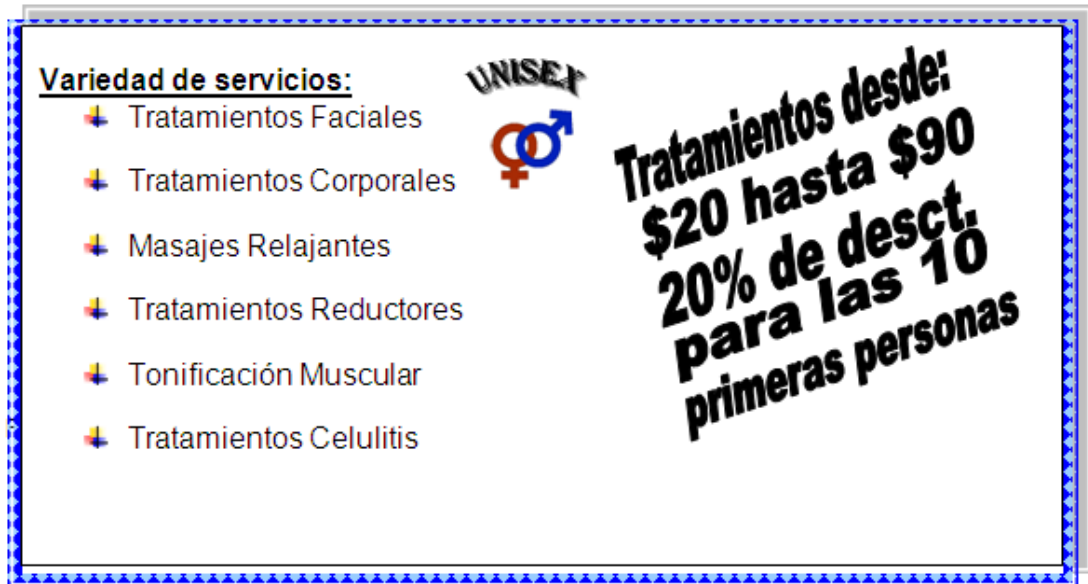 Variedad de servicios:
Tratamientos Faciales
Tratamientos Corporales
Masajes Relajantes
Tratamientos Reductores
Tonificación Muscular
Tratamientos Celulitis
UNISEX
Tratamientos desde:
$20 hasta $90
20% de desct.
para las 10
primeras personas